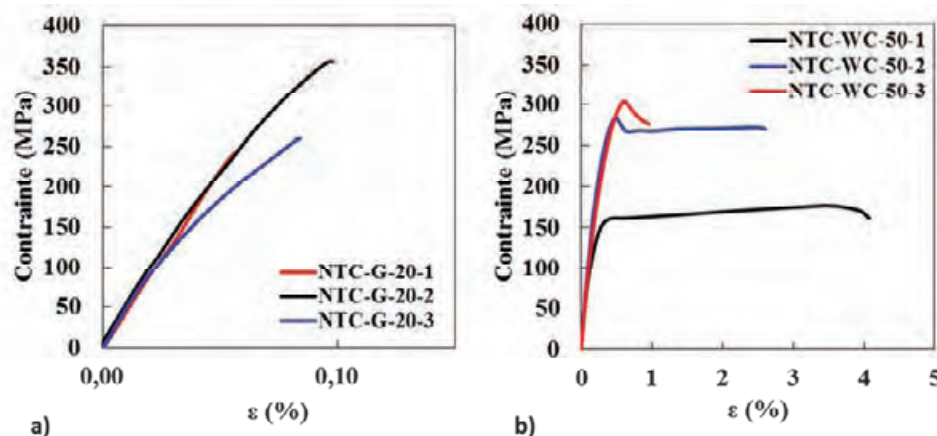 400
350
300
250
200
150
100
50
0
Contrainte (MPa)
NTC-G-20-1
NTC-G-20-2
NTC-G-20-3
0,00
0,10
ε (%)
a)
400
350
300
250
200
150
100
50
0
Contrainte (MPa)
NTC-WC-50-1
NTC-WC-50-2
NTC-WC-50-3
0
1
2
3
4
5
ε (%)
b)